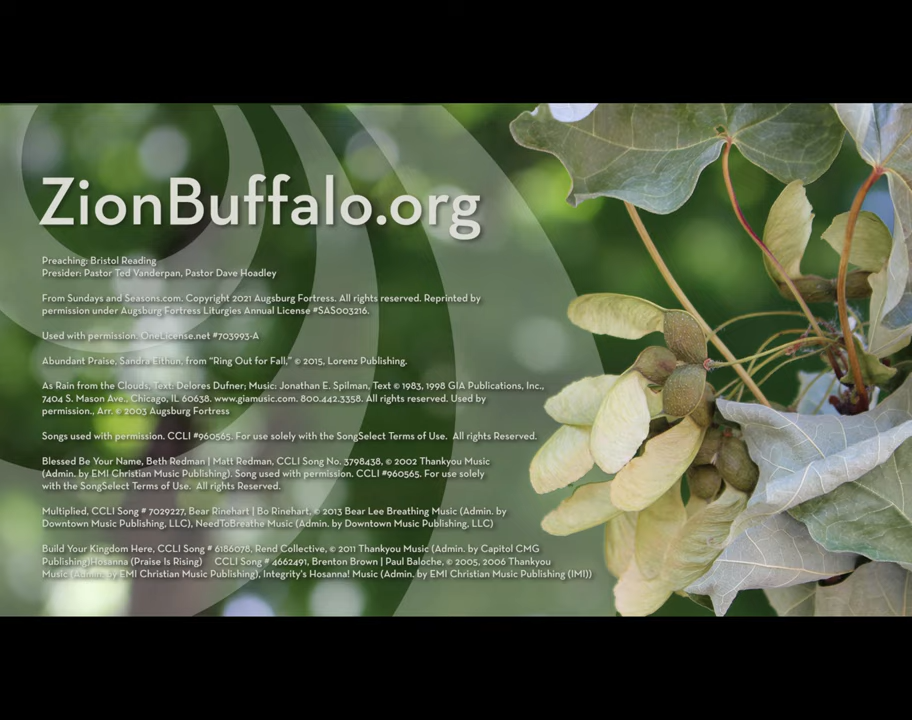 ZionBuffalo.org
Preaching: Bristol Reading
Presider: Pastor Ted Vanderpan, Pastor Dave Hoadley
From Sundays and Seasons.com. Copyright 2021 Augsburg Fortress. All rights reserved. Reprinted by
permission under Augsburg Fortress Liturgies Annual License #SAS003216.
Used with permission. OneLicense.net #703993-A
Abundant Praise, Sandra Eithun, from "Ring Out for Fall," © 2015, Lorenz Publishing.
As Rain from the Clouds, Text: Delores Dufner; Music: Jonathan E. Spilman, Text © 1983, 1998 GIA Publications, Inc.,
7404 S. Mason Ave., Chicago, IL 60638. www.giamusic.com. 800.442.3358. All rights reserved. Used by
permission., Arr. © 2003 Augsburg Fortress
Songs used with permission. CCLI #960565. For use solely with the SongSelect Terms of Use. All rights Reserved.
Blessed Be Your Name, Beth Redman | Matt Redman, CCLI Song No. 3798438, © 2002 Thankyou Music
(Admin. by EMI Christian Music Publishing). Song used with permission. CCLI #960565. For use solely
with the SongSelect Terms of Use. All rights Reserved.
Multiplied, CCLI Song # 7029227, Bear Rinehart | Bo Rinehart, © 2013 Bear Lee Breathing Music (Admin. by
Downtown Music Publishing, LLC), NeedToBreathe Music (Admin. by Downtown Music Publishing, LLC)
Build Your Kingdom Here, CCLI Song # 6186078, Rend Collective, © 2011 Thankyou Music (Admin. by Capitol CMG
Publishing)Hosanna (Praise Is Rising) CCLI Song # 4662491, Brenton Brown | Paul Baloche, © 2005, 2006 Thankyou
Music (Admin. by EMI Christian Music Publishing), Integrity's Hosanna! Music (Admin. by EMI Christian Music Publishing (IMI))